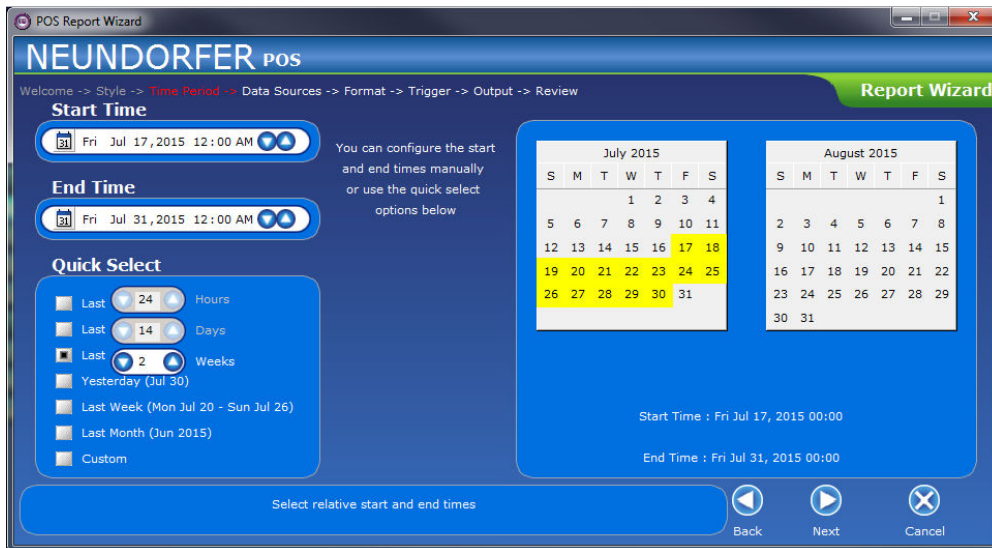 POS Report Wizard
NEUNDORFER POS
Welcome -> Style -> Time Period -> Data Sources -> Format -> Trigger -> Output -> Review
Report Wizard
Start Time
31 Fri Jul 17,2015 12:00 AM
End Time
31 Fri Jul 31,2015 12:00 AM
You can configure the start
and end times manually
or use the quick select
options below
Quick Select
Last 24 Hours
Last 14 Days
Last 2 Weeks
Yesterday (Jul 30)
Last Week (Mon Jul 20 - Sun Jul 26)
Last Month (Jun 2015)
Custom
July 2015
S M T W T F S
1 2 3 4
5 6 7 8 9 10 11
12 13 14 15 16 17 18
19 20 21 22 23 24 25
26 27 28 29 30 31
August 2015
S M T W T F S
1
2 3 4 5 6 7 8
9 10 11 12 13 14 15
16 17 18 19 20 21 22
23 24 25 26 27 28 29
30 31
Start Time : Fri Jul 17, 2015 00:00
End Time : Fri Jul 31, 2015 00:00
Select relative start and end times
Back
Next
Cancel